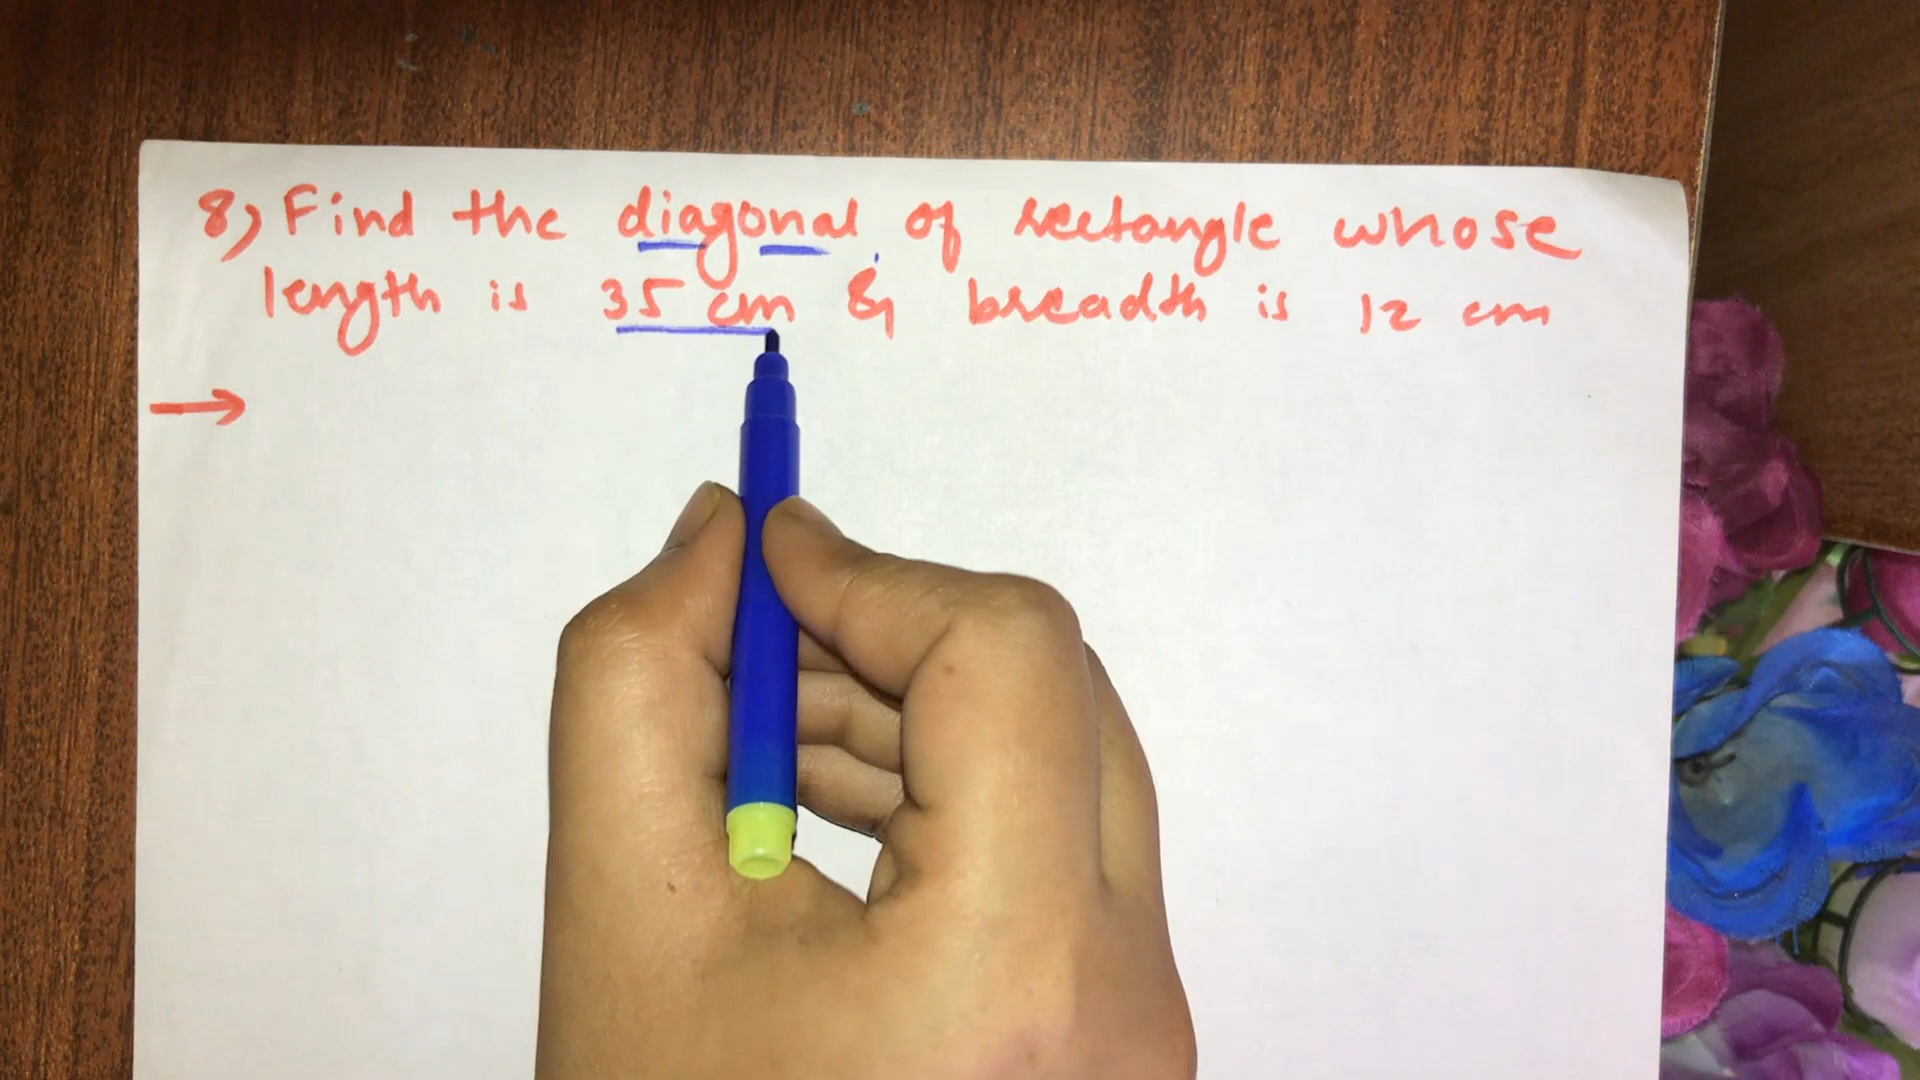 8) Find the diagonal of rectangle whose
length is 35 cm & breadth is 12 cm
→